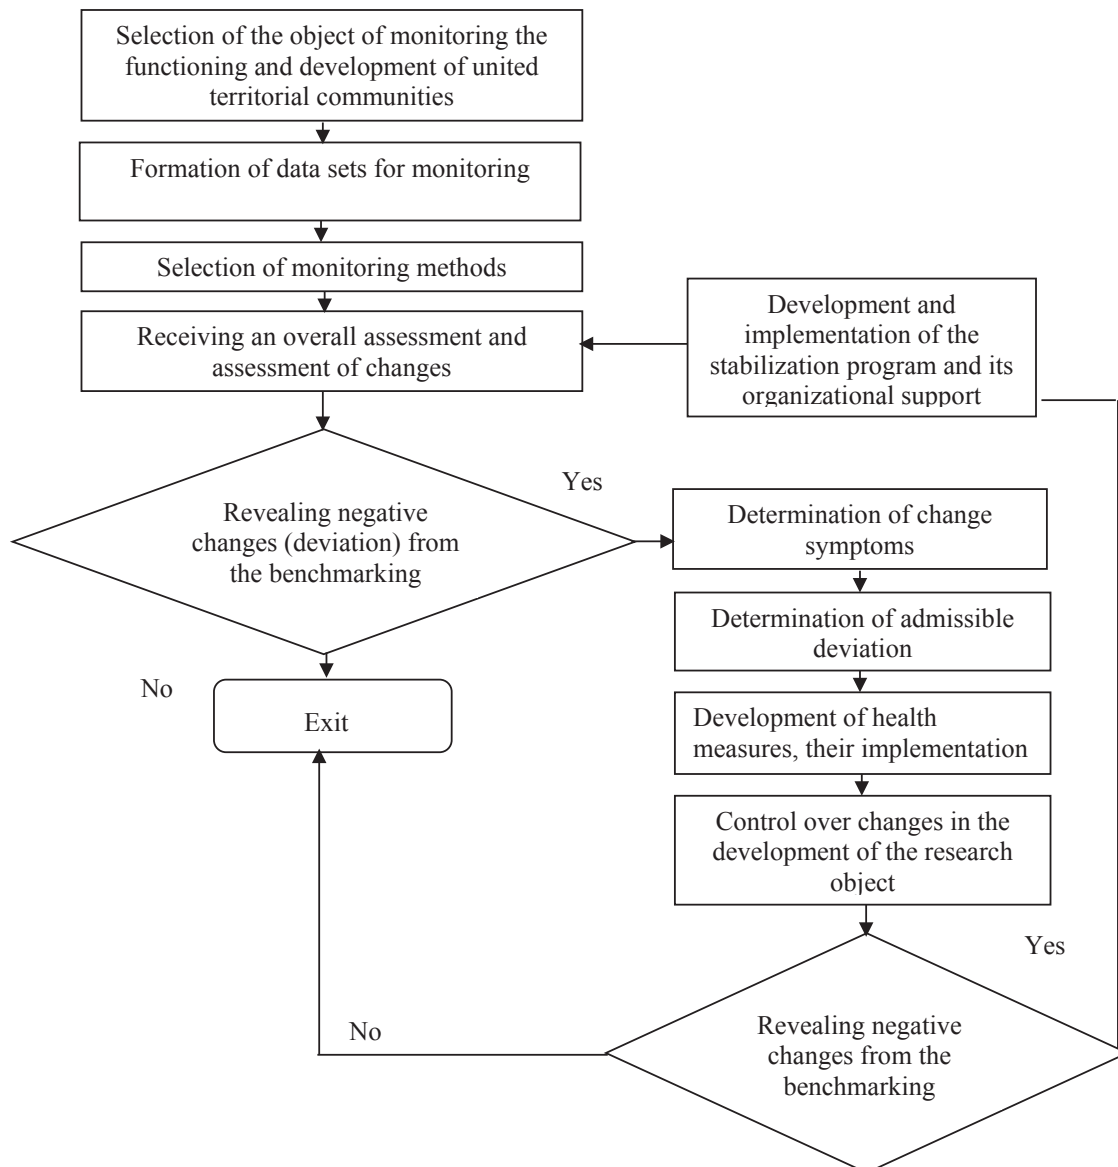 Selection of the object of monitoring the
functioning and development of united
territorial communities
Formation of data sets for monitoring
Selection of monitoring methods
Receiving an overall assessment and
assessment of changes
Development and
implementation of the
stabilization program and its
organizational support
Yes
Revealing negative
changes (deviation) from
the benchmarking
Determination of change
symptoms
Determination of admissible
deviation
No
Exit
Development of health
measures, their implementation
Control over changes in the
development of the research
object
Yes
No
Revealing negative
changes from the
benchmarking